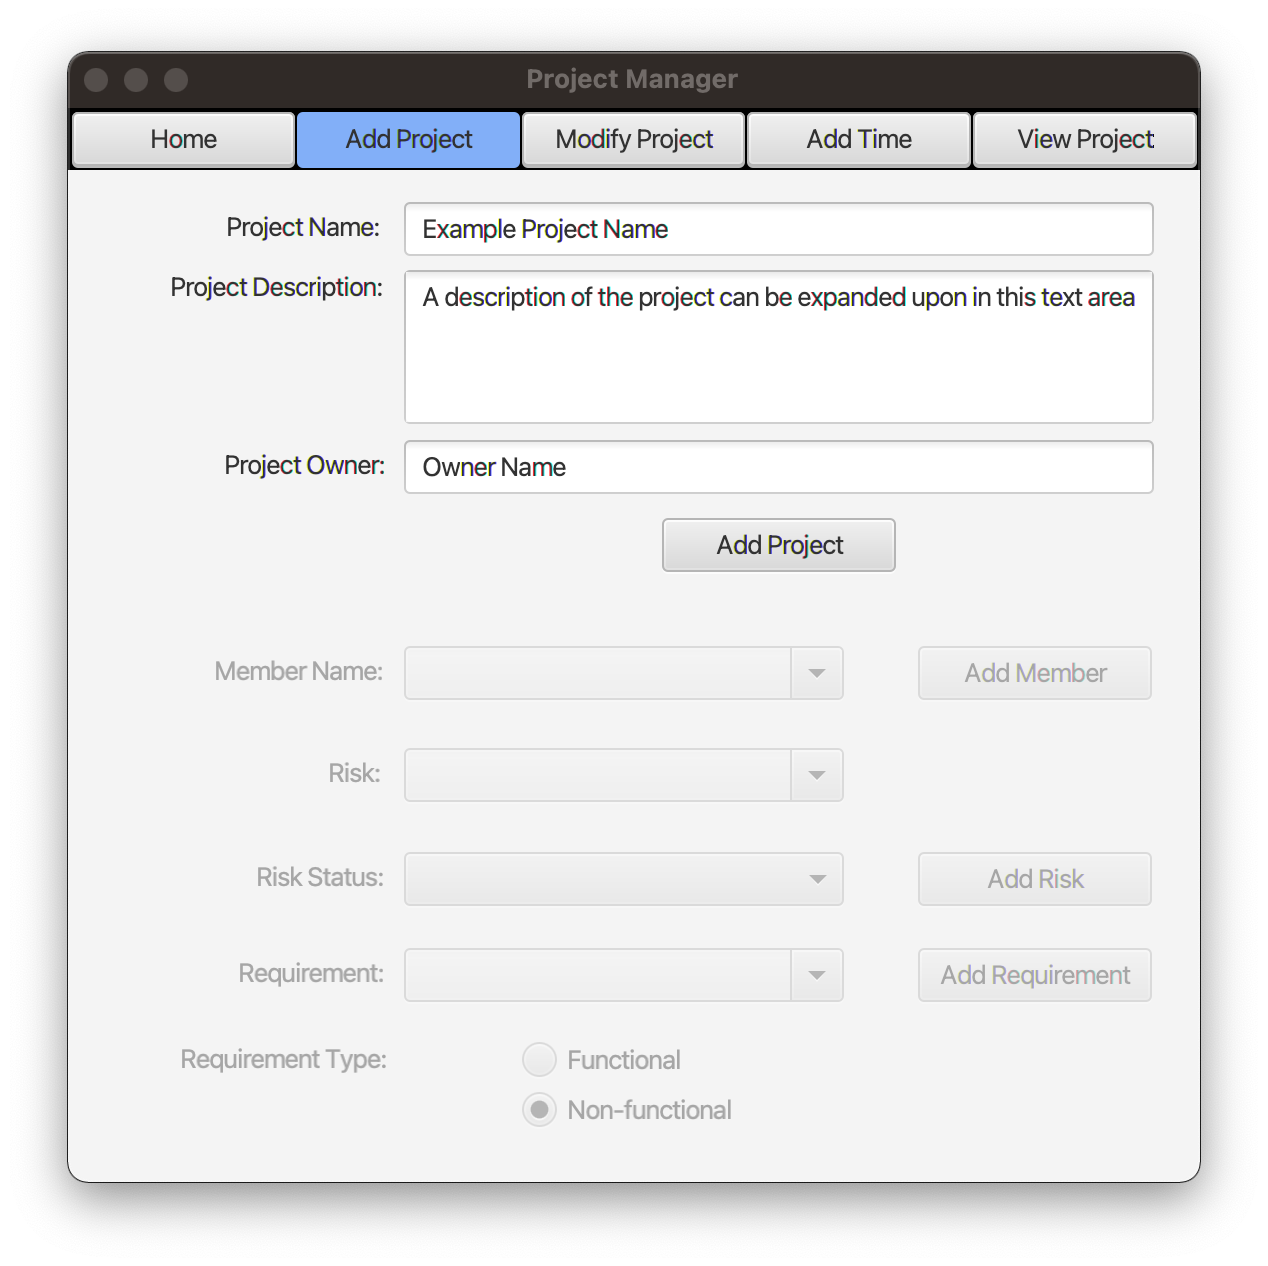 Project Manager
Home Add Project Modify Project Add Time View Project
Project Name: Example Project Name
Project Description: A description of the project can be expanded upon in this text area
Project Owner: Owner Name
Add Project
Member Name: Add Member
Risk:
Risk Status: Add Risk
Requirement: Add Requirement
Requirement Type: Functional
Non-functional